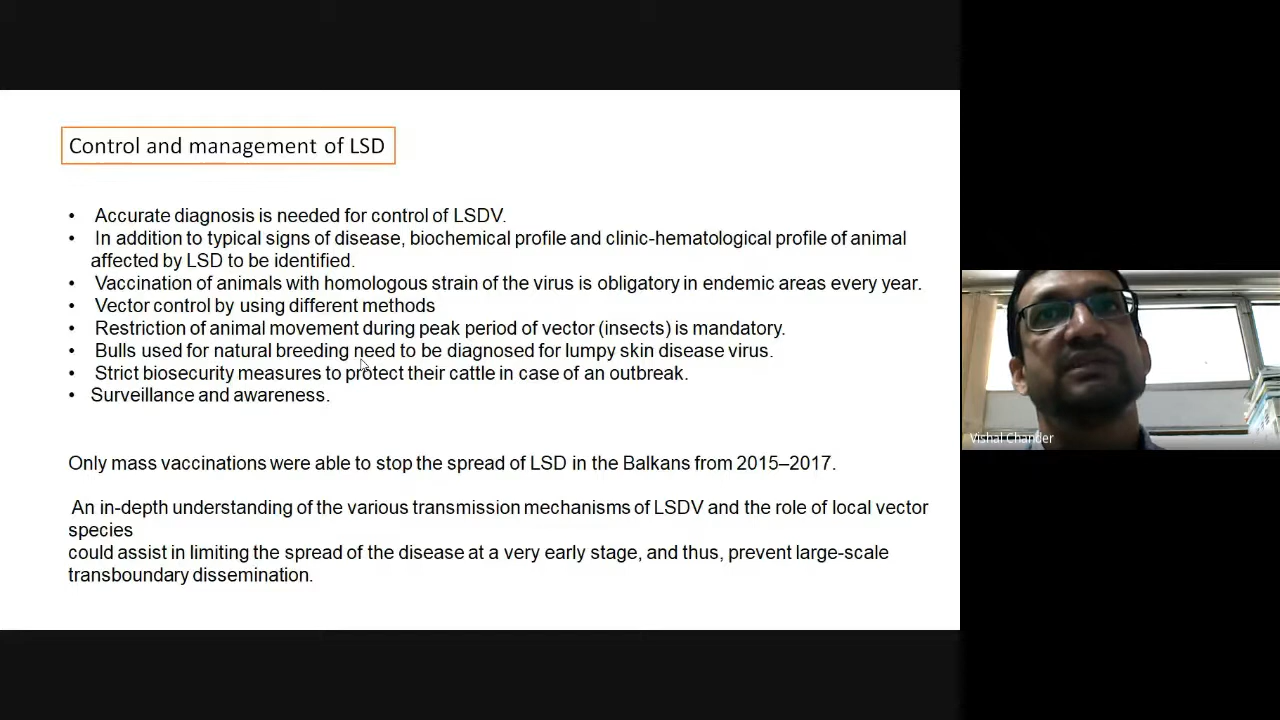 Control and management of LSD
• Accurate diagnosis is needed for control of LSDV.
• In addition to typical signs of disease, biochemical profile and clinic-hematological profile of animal
affected by LSD to be identified.
• Vaccination of animals with homologous strain of the virus is obligatory in endemic areas every year.
• Vector control by using different methods
• Restriction of animal movement during peak period of vector (insects) is mandatory.
• Bulls used for natural breeding need to be diagnosed for lumpy skin disease virus.
• Strict biosecurity measures to protect their cattle in case of an outbreak.
• Surveillance and awareness.
Only mass vaccinations were able to stop the spread of LSD in the Balkans from 2015–2017.
An in-depth understanding of the various transmission mechanisms of LSDV and the role of local vector
species
could assist in limiting the spread of the disease at a very early stage, and thus, prevent large-scale
transboundary dissemination.
Vishal Chander